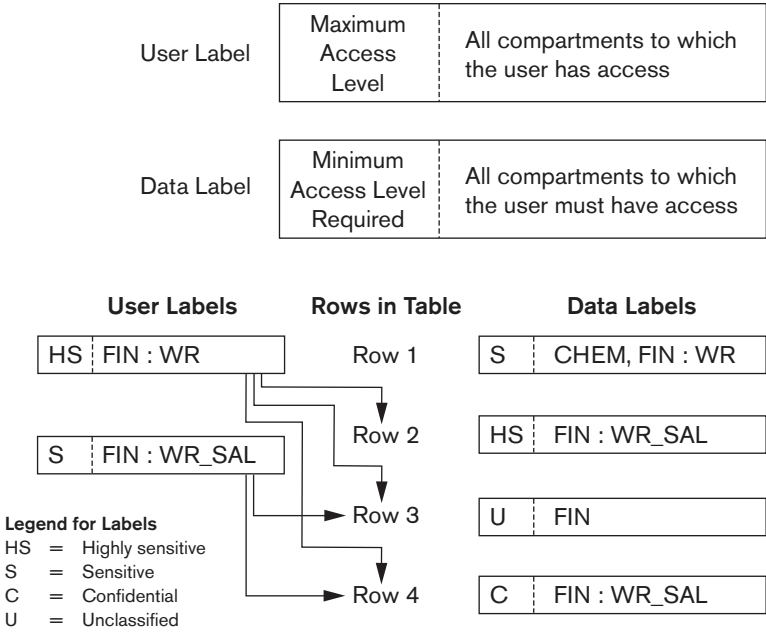 User Label
Maximum
Access
Level
All compartments to which
the user has access
Data Label
Minimum
Access Level
Required
All compartments to which
the user must have access
User Labels Rows in Table Data Labels
HS FIN : WR Row 1 S CHEM, FIN : WR
Row 2 HS FIN : WR_SAL
S FIN : WR_SAL
Row 3 U FIN
Row 4 C FIN : WR_SAL
Legend for Labels
HS = Highly sensitive
S = Sensitive
C = Confidential
U = Unclassified